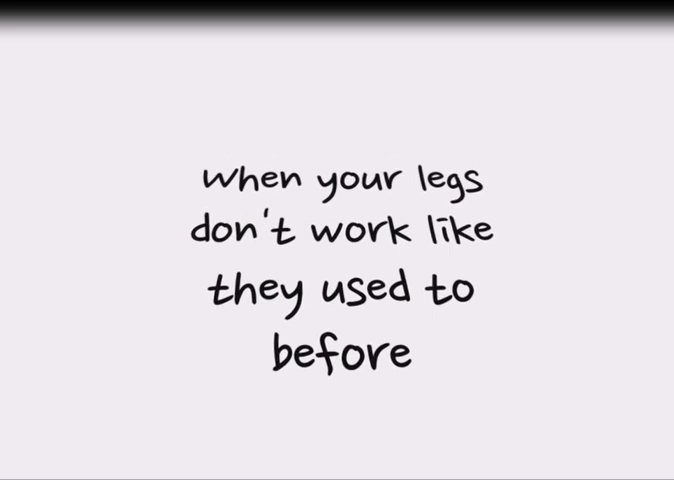 when your legs
don't work like
they used to
before